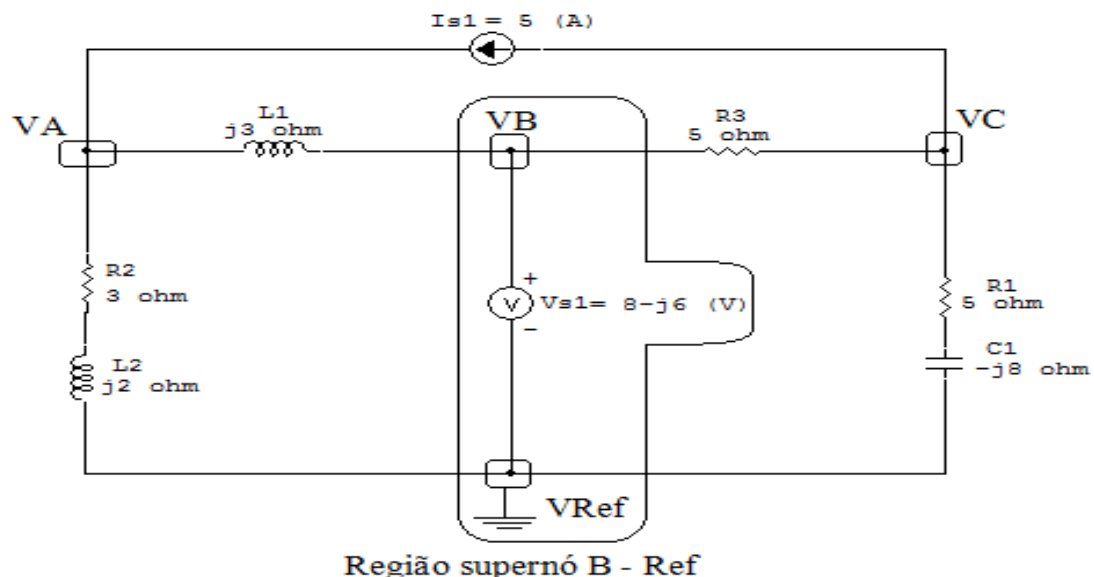 Is1 = 5 (A)
VA
L1
j3 ohm
VB
R3
5 ohm
VC
R2
3 ohm
L2
j2 ohm
+
V
Vs1= 8-j6 (V)
-
R1
5 ohm
C1
-j8 ohm
VRef
Região supernó B - Ref